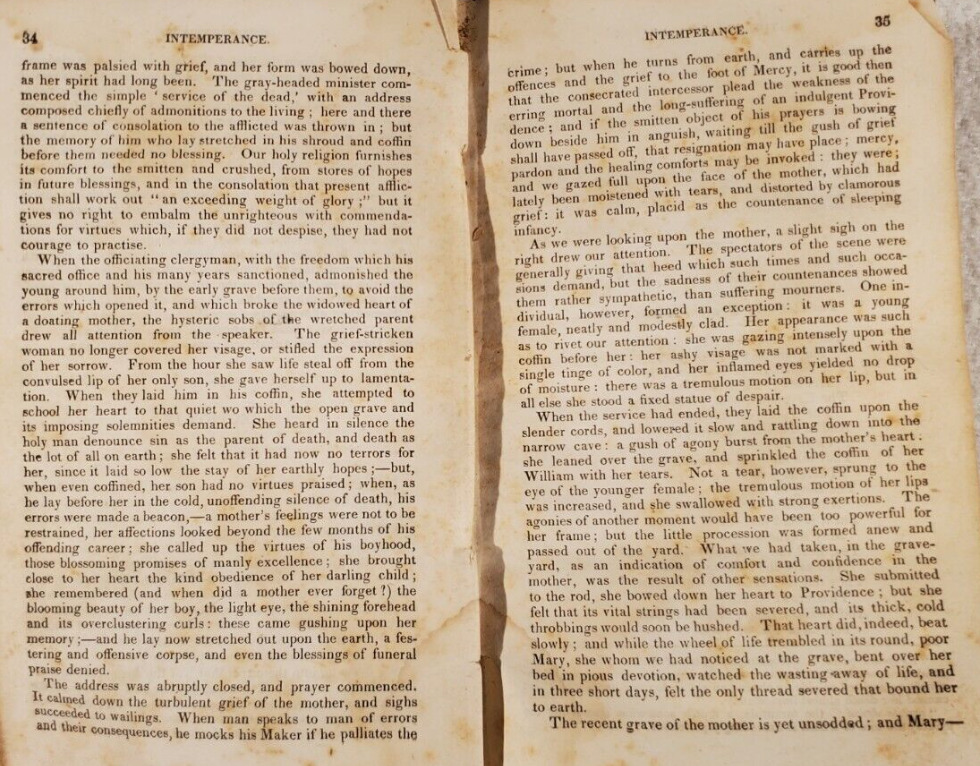 34
INTEMPERANCE.
frame was palsied with grief, and her form was bowed down,
as her spirit had long been. The gray-headed minister com-
menced the simple 'service of the dead,' with an address
composed chiefly of admonitions to the living; here and there
a sentence of consolation to the afflicted was thrown in; but
the memory of him who lay stretched in his shroud and coffin
before them needed no blessing. Our holy religion furnishes
its comfort to the smitten and crushed, from stores of hopes
in future blessings, and in the consolation that present afflic-
tion shall work out "an exceeding weight of glory;" but it
gives no right to embalm the unrighteous with commenda-
tions for virtues which, if they did not despise, they had not
courage to practise.
When the officiating clergyman, with the freedom which his
sacred office and his many years sanctioned, admonished the
young around him, by the early grave before them, to avoid the
errors which opened it, and which broke the widowed heart of
a doating mother, the hysteric sobs of the wretched parent
drew all attention from the speaker. The grief-stricken
woman no longer covered her visage, or stifled the expression
of her sorrow. From the hour she saw life steal off from the
convulsed lip of her only son, she gave herself up to lamenta-
tion. When they laid him in his coffin, she attempted to
school her heart to that quiet wo which the open grave and
its imposing solemnities demand. She heard in silence the
holy man denounce sin as the parent of death, and death as
the lot of all on earth; she felt that it had now no terrors for
her, since it laid so low the stay of her earthly hopes;—but,
when even coffined, her son had no virtues praised; when, as
he lay before her in the cold, unoffending silence of death, his
errors were made a beacon,—a mother's feelings were not to be
restrained, her affections looked beyond the few months of his
offending career; she called up the virtues of his boyhood,
those blossoming promises of manly excellence; she brought
close to her heart the kind obedience of her darling child;
she remembered (and when did a mother ever forget?) the
blooming beauty of her boy, the light eye, the shining forehead
and its overclustering curls: these came gushing upon her
memory;—and he lay now stretched out upon the earth, a fes-
tering and offensive corpse, and even the blessings of funeral
praise denied.
The address was abruptly closed, and prayer commenced.
It calmed down the turbulent grief of the mother, and sighs
succeeded to wailings. When man speaks to man of errors
and their consequences, he mocks his Maker if he palliates the
INTEMPERANCE.
35
crime; but when he turns from earth, and carries up the
offences and the grief to the foot of Mercy, it is good then
that the consecrated intercessor plead the weakness of the
erring mortal and the long-suffering of an indulgent Provi-
dence; and if the smitten object of his prayers is bowing
down beside him in anguish, waiting till the gush of grief
shall have passed off, that resignation may have place; mercy,
pardon and the healing comforts may be invoked: they were;
and we gazed full upon the face of the mother, which had
lately been moistened with tears, and distorted by clamorous
grief: it was calm, placid as the countenance of sleeping
infancy.
As we were looking upon the mother, a slight sigh on the
right drew our attention. The spectators of the scene were
generally giving that heed which such times and such occa-
sions demand, but the sadness of their countenances showed
them rather sympathetic, than suffering mourners. One in-
dividual, however, formed an exception: it was a young
female, neatly and modestly clad. Her appearance was such
as to rivet our attention: she was gazing intensely upon the
coffin before her: her ashy visage was not marked with a
single tinge of color, and her inflamed eyes yielded no drop
of moisture: there was a tremulous motion on her lip, but in
all else she stood a fixed statue of despair.
When the service had ended, they laid the coffin upon the
slender cords, and lowered it slow and rattling down into the
narrow cave: a gush of agony burst from the mother's heart:
she leaned over the grave, and sprinkled the coffin of her
William with her tears. Not a tear, however, sprung to the
eye of the younger female; the tremulous motion of her lips
was increased, and she swallowed with strong exertions. The
agonies of another moment would have been too powerful for
her frame; but the little procession was formed anew and
passed out of the yard. What we had taken, in the grave-
yard, as an indication of comfort and confidence in the
mother, was the result of other sensations. She submitted
to the rod, she bowed down her heart to Providence; but she
felt that its vital strings had been severed, and its thick, cold
throbbings would soon be hushed. That heart did, indeed, beat
slowly; and while the wheel of life trembled in its round, poor
Mary, she whom we had noticed at the grave, bent over her
bed in pious devotion, watched the wasting away of life, and
in three short days, felt the only thread severed that bound her
to earth.
The recent grave of the mother is yet unsodded; and Mary—